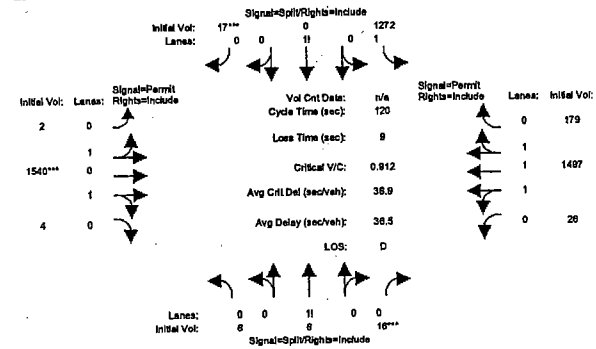 Signal=Split/Rights=Include
Initial Vol: 17*** 0 1272
Lanes: 0 0 1! 0 1
Signal=Permit
Rights=Include
Signal=Permit
Rights=Include
Initial Vol: Lanes:
Lanes: Initial Vol:
Vol Cnt Date: n/a
Cycle Time (sec): 120
2 0
0 179
Loss Time (sec): 9
1
1
1540*** 0
Critical V/C: 0.912
1 1497
1
Avg Crit Del (sec/veh): 38.9
1
4 0
Avg Delay (sec/veh): 36.5
0 26
LOS: D
Lanes: 0 0 1! 0 0
Initial Vol: 6 6 16***
Signal=Split/Rights=Include